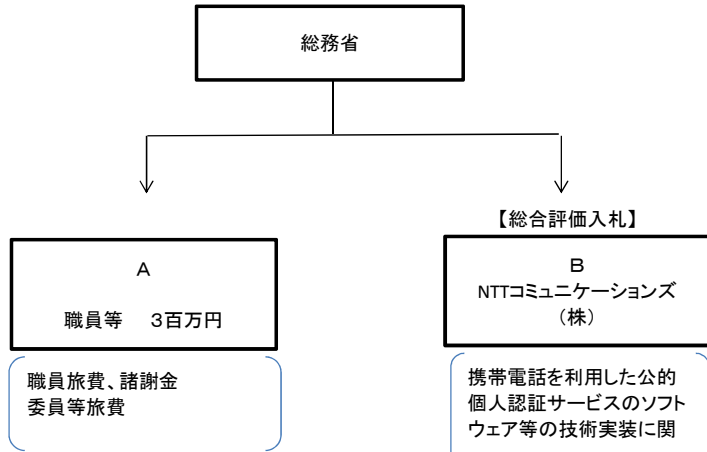 総務省
【総合評価入札】
A
職員等 3百万円
B
NTTコミュニケーションズ
(株)
職員旅費、諸謝金
委員等旅費
携帯電話を利用した公的
個人認証サービスのソフト
ウェア等の技術実装に関